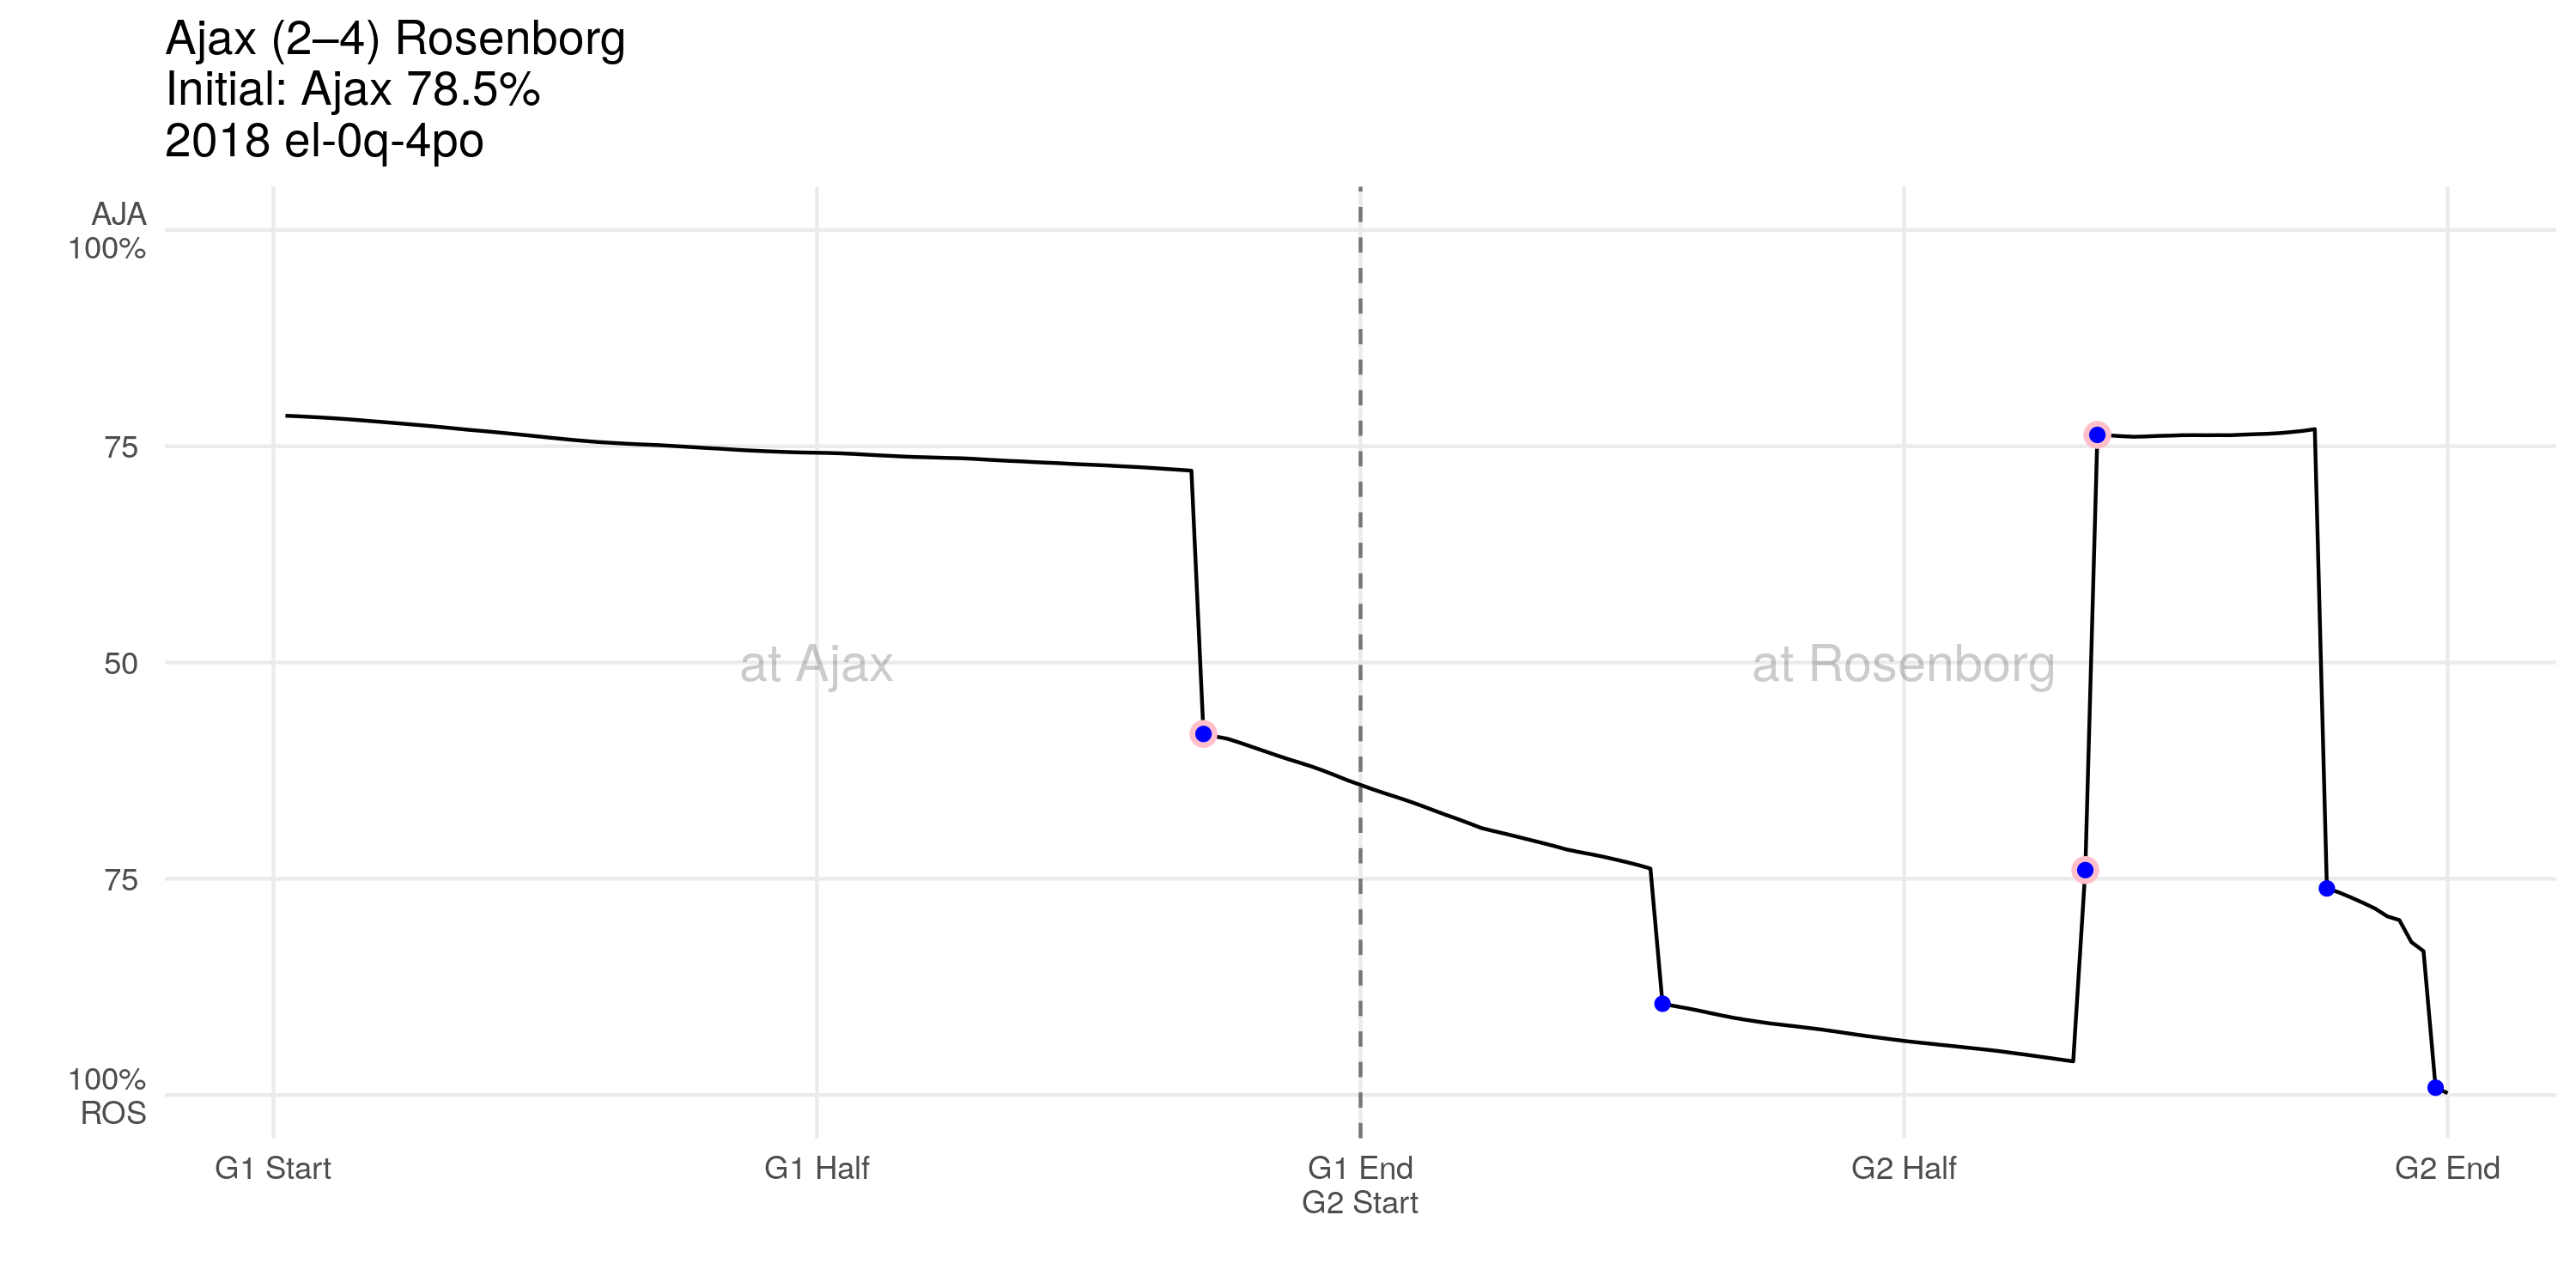 Ajax (2–4) Rosenborg
Initial: Ajax 78.5%
2018 el-0q-4po
AJA
100%
75
50
75
100%
ROS
at Ajax
at Rosenborg
G1 Start
G1 Half
G1 End
G2 Start
G2 Half
G2 End